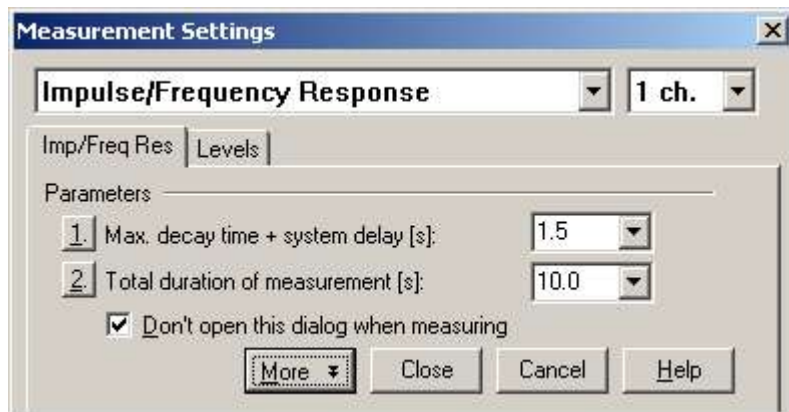 Measurement Settings
Impulse/Frequency Response 1 ch.
Imp/Freq Res Levels
Parameters
1. Max. decay time + system delay [s]: 1.5
2. Total duration of measurement [s]: 10.0
Don't open this dialog when measuring
More Close Cancel Help